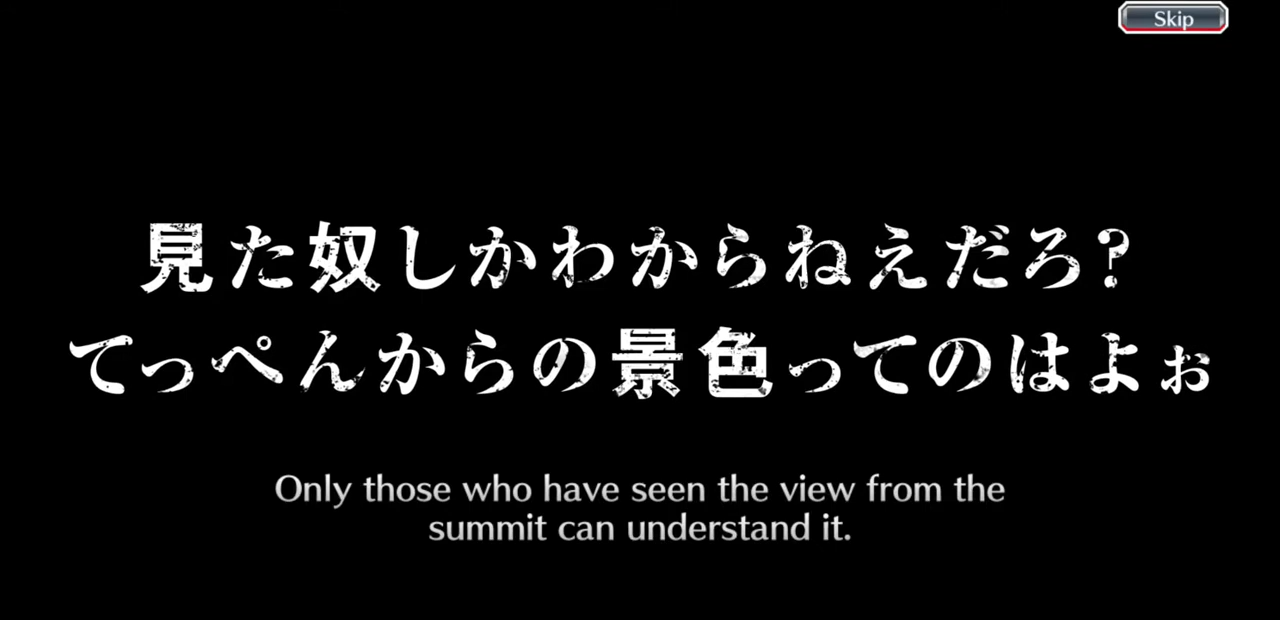 Skip
見た奴しかわからねえだろ?
てっぺんからの景色ってのはよぉ
Only those who have seen the view from the
summit can understand it.